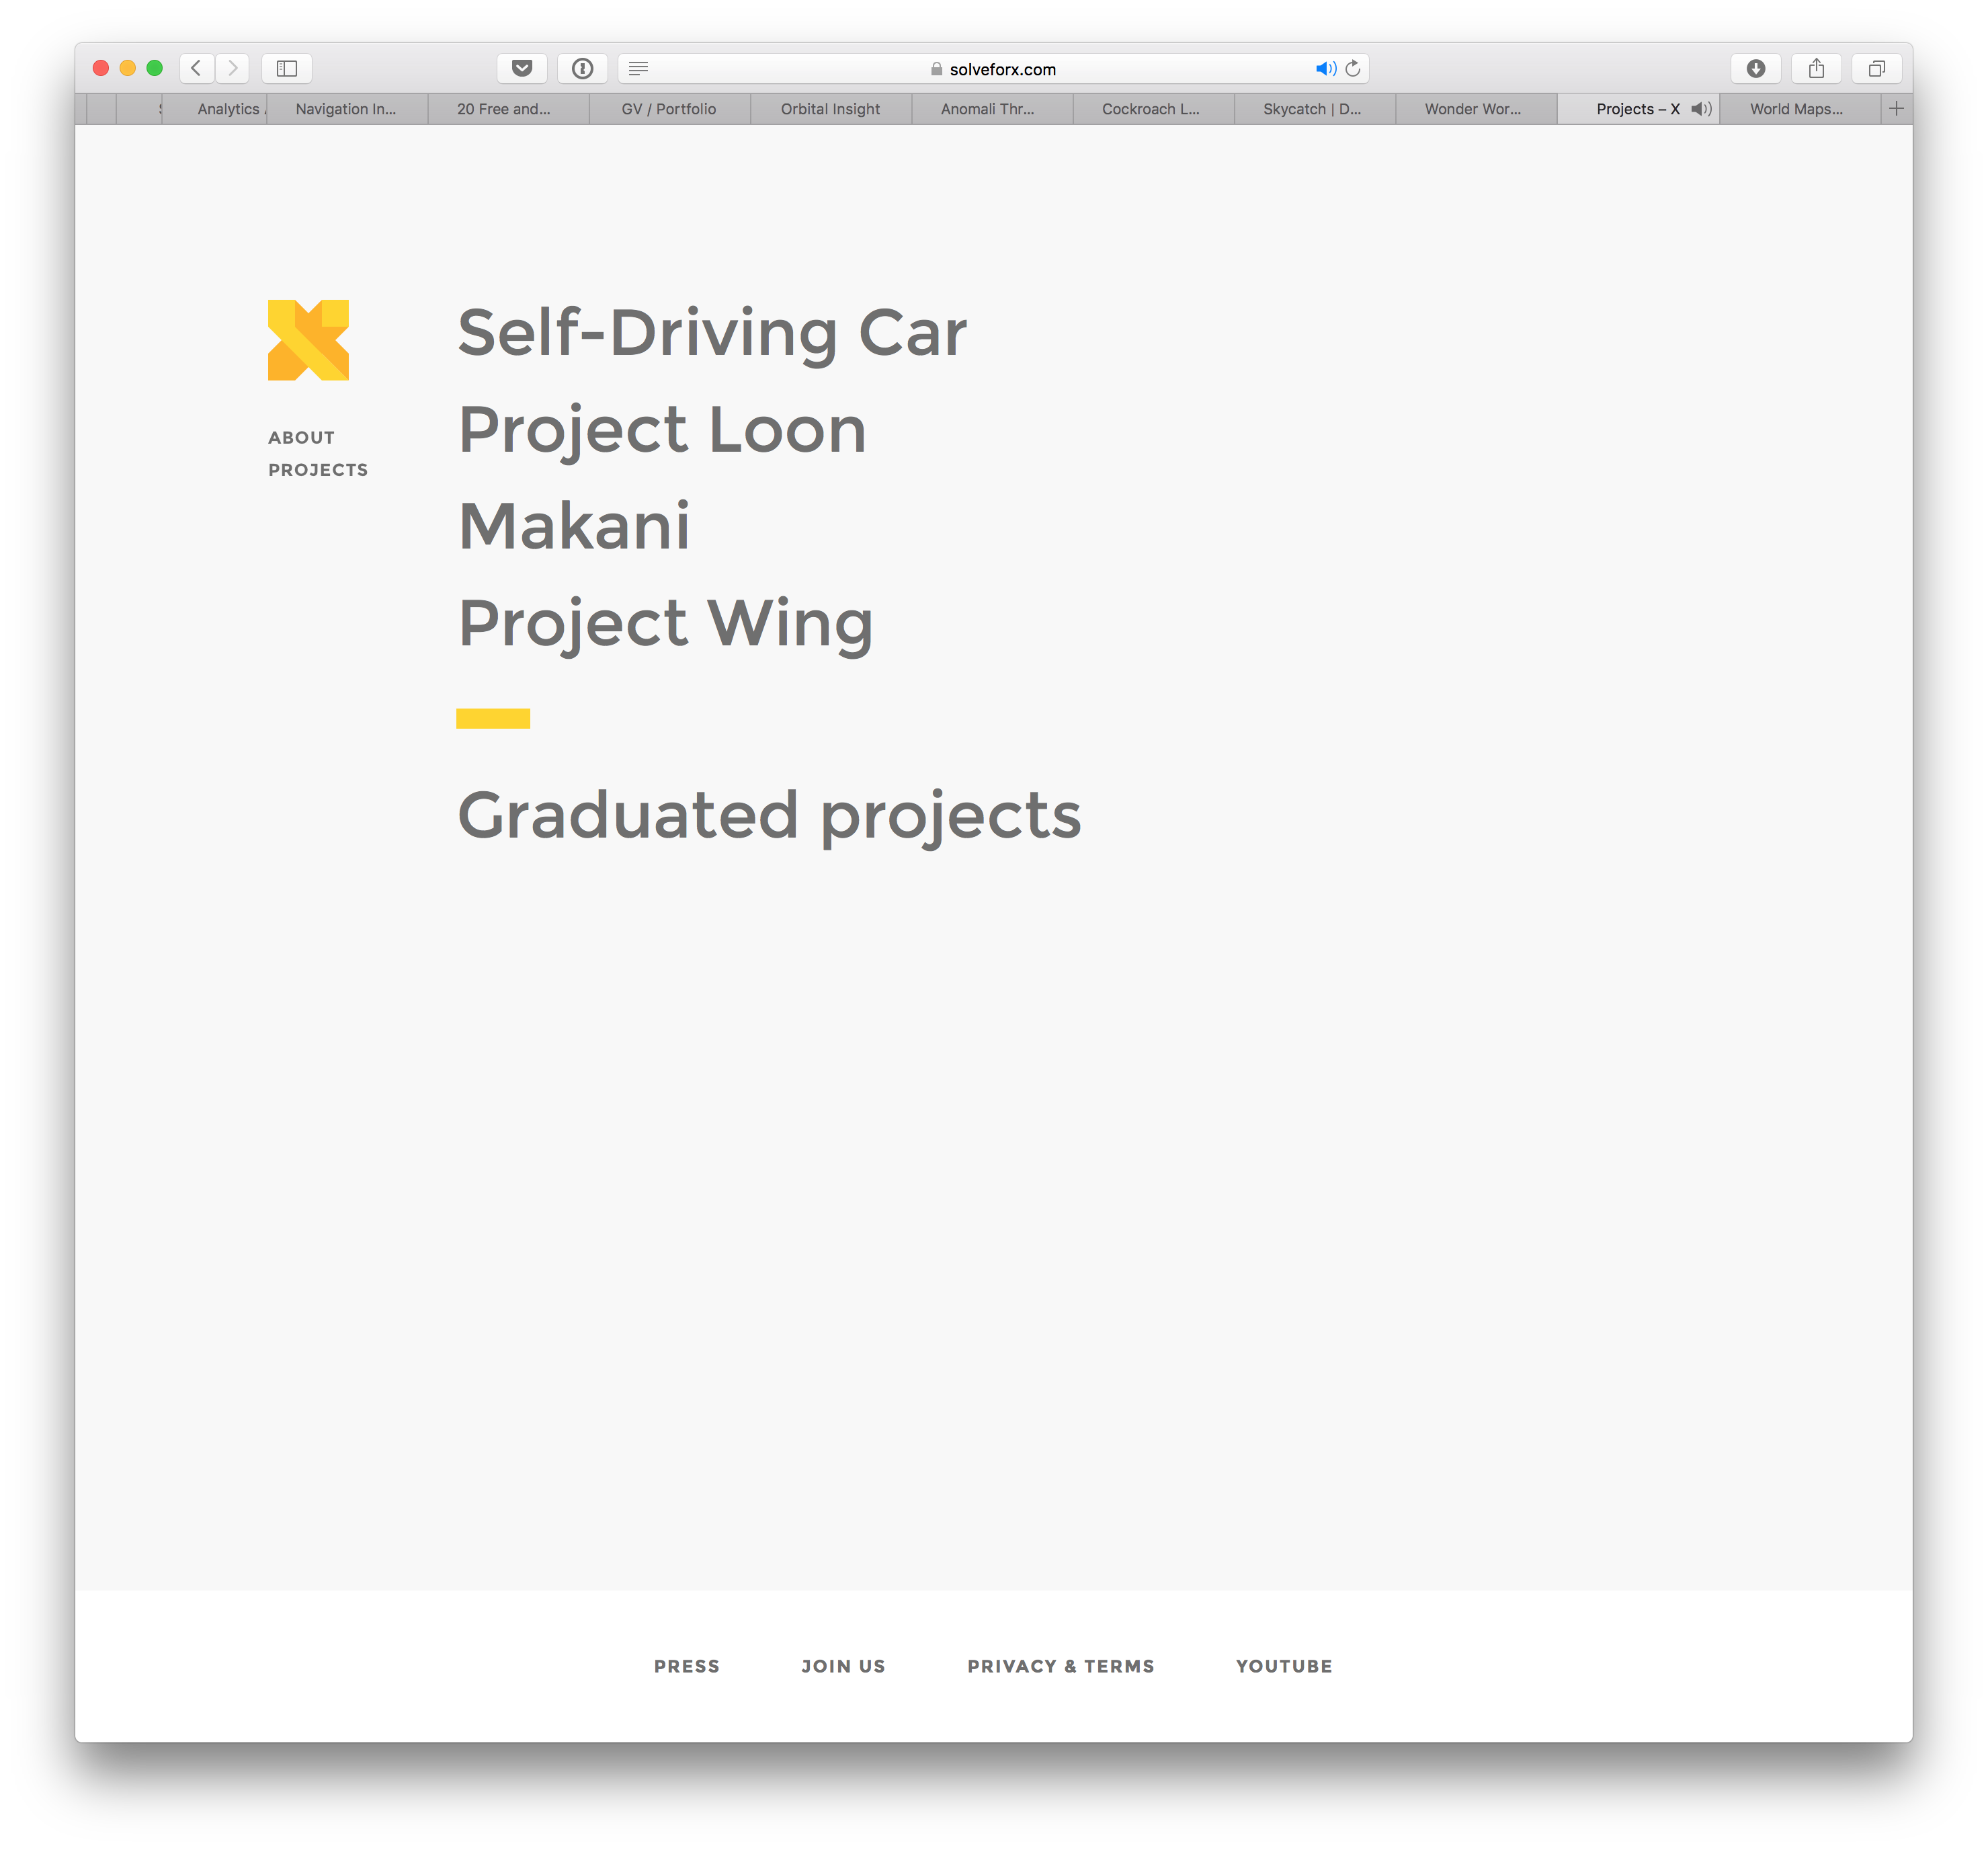 solveforx.com
Analytics
Navigation In...
20 Free and...
GV / Portfolio
Orbital Insight
Anomali Thr...
Cockroach L...
Skycatch | D...
Wonder Wor...
Projects – X
World Maps...
ABOUT
PROJECTS
Self-Driving Car
Project Loon
Makani
Project Wing
Graduated projects
PRESS
JOIN US
PRIVACY & TERMS
YOUTUBE